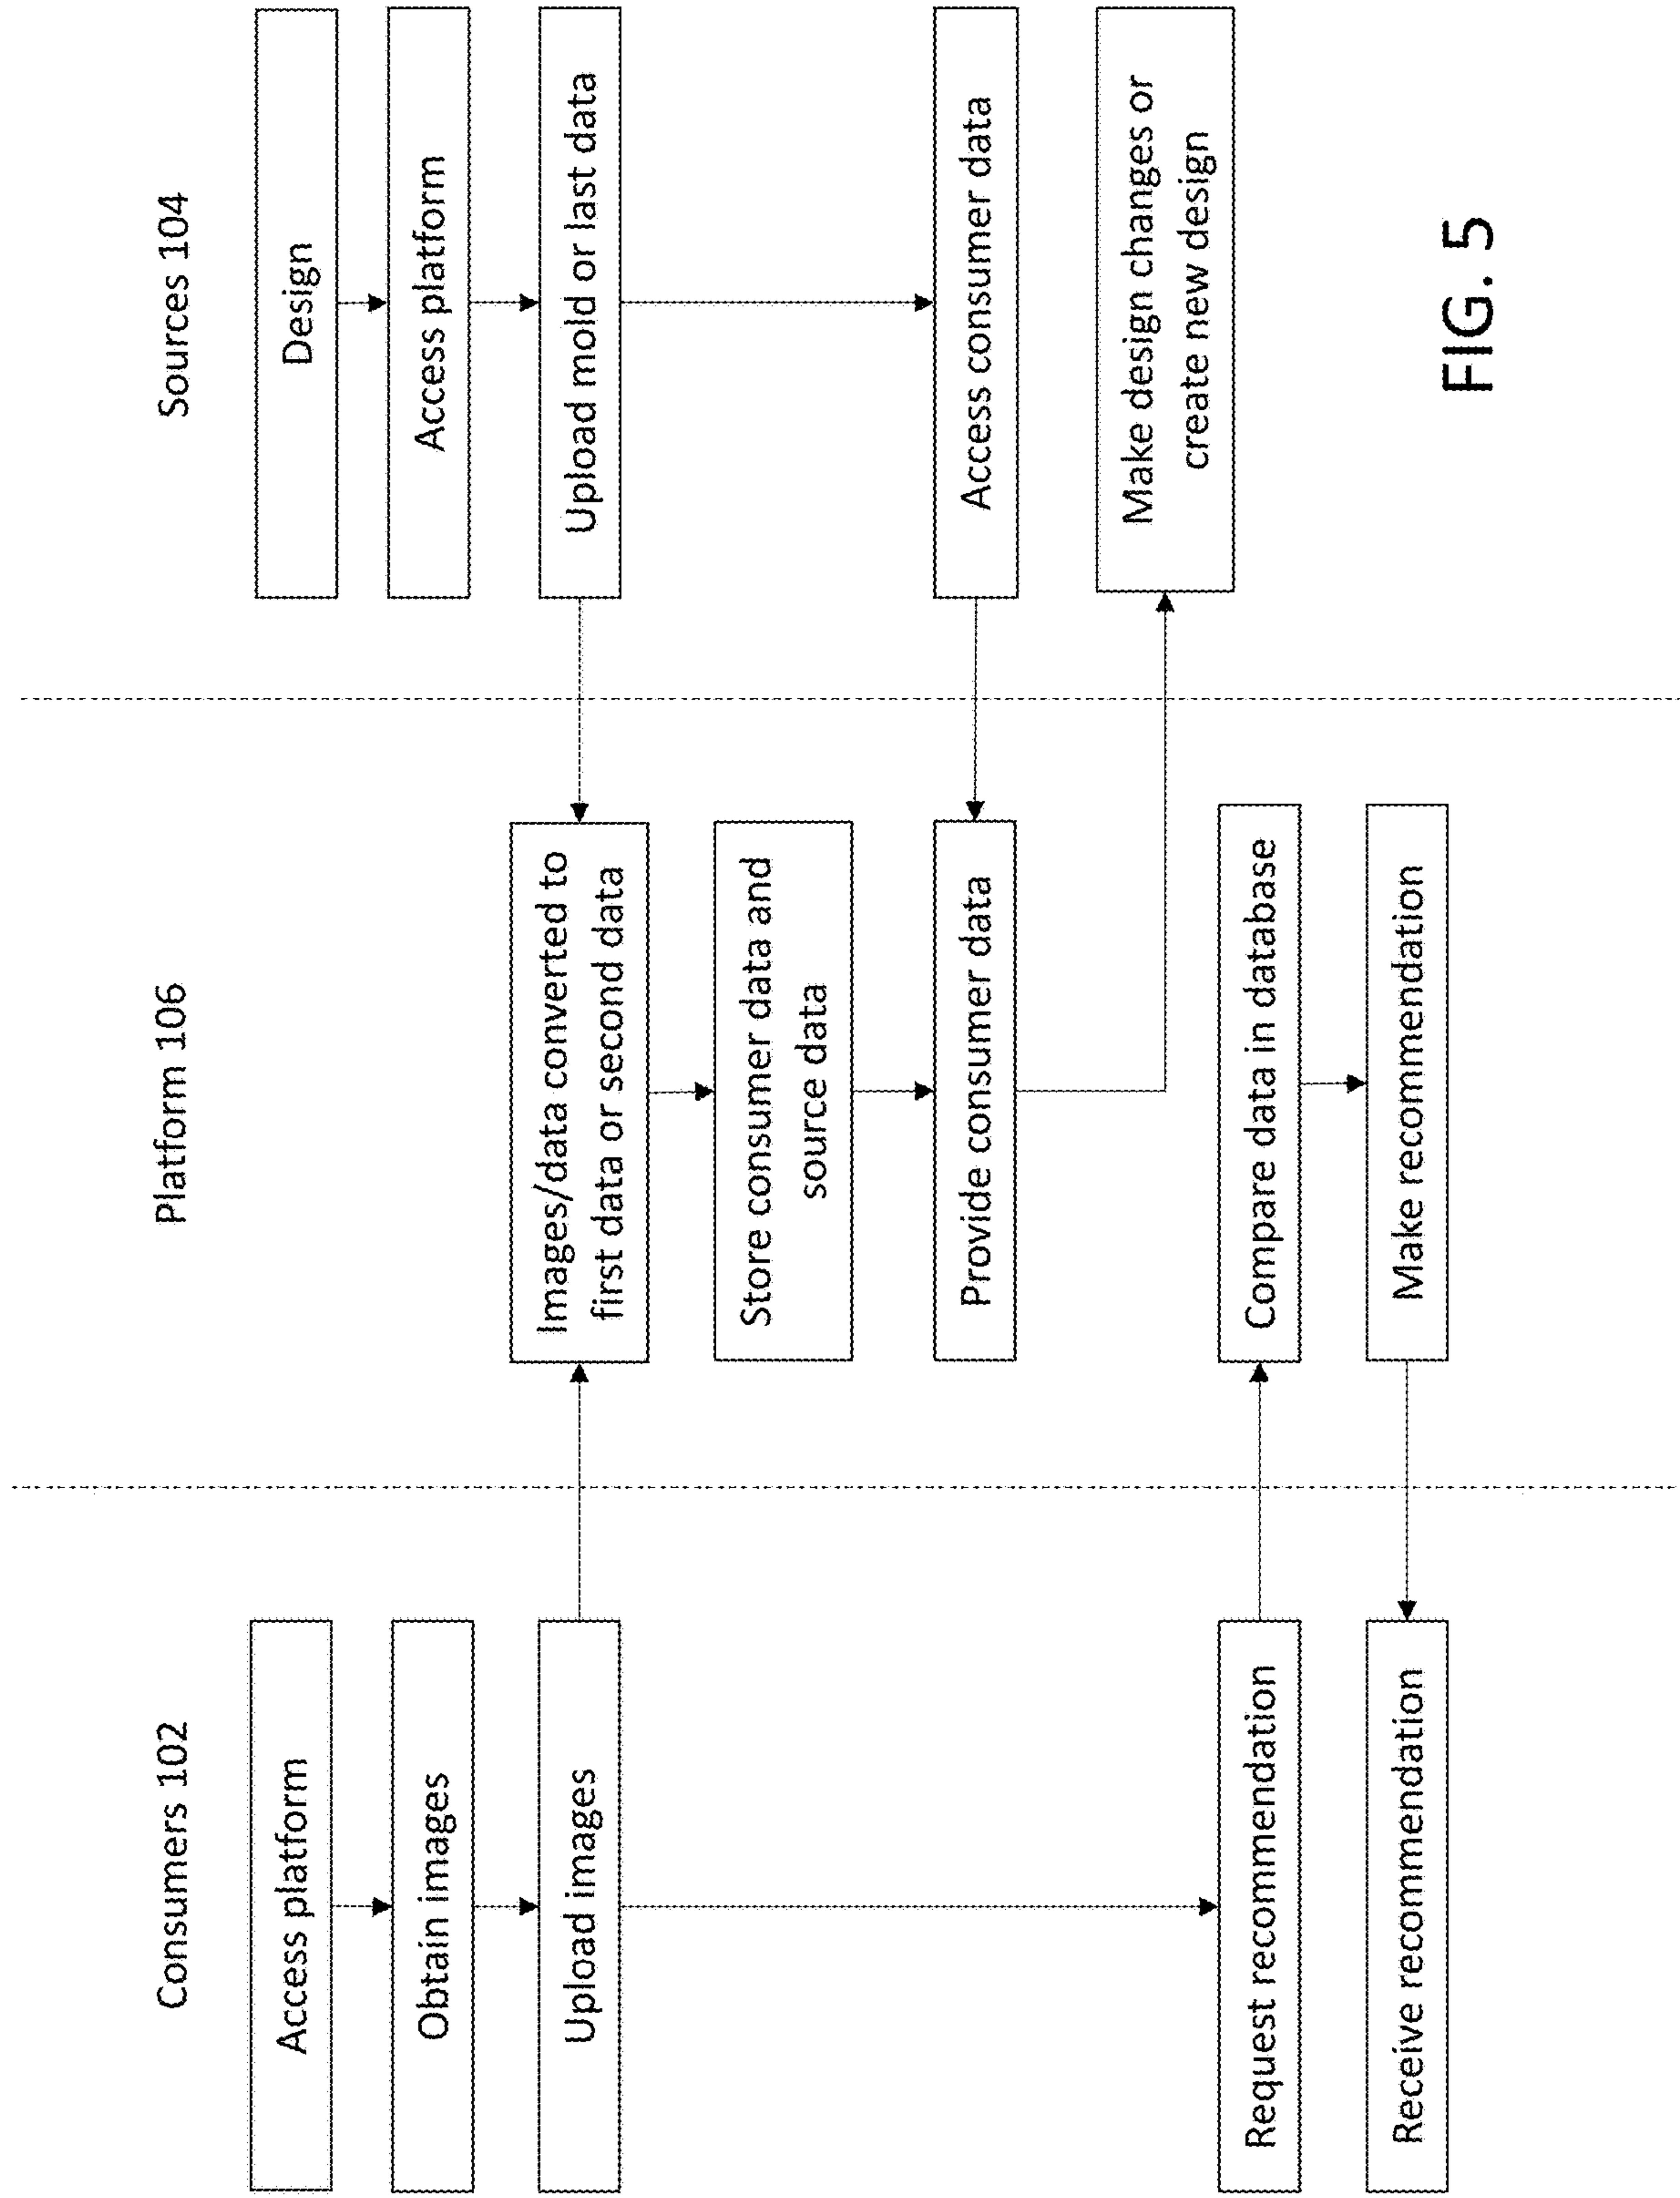 Consumers 102
Access platform
Obtain images
Upload images
Request recommendation
Receive recommendation
Platform 106
Images/data converted to
first data or second data
Store consumer data and
source data
Provide consumer data
Compare data in database
Make recommendation
Sources 104
Design
Access platform
Upload mold or last data
Access consumer data
Make design changes or
create new design
FIG. 5